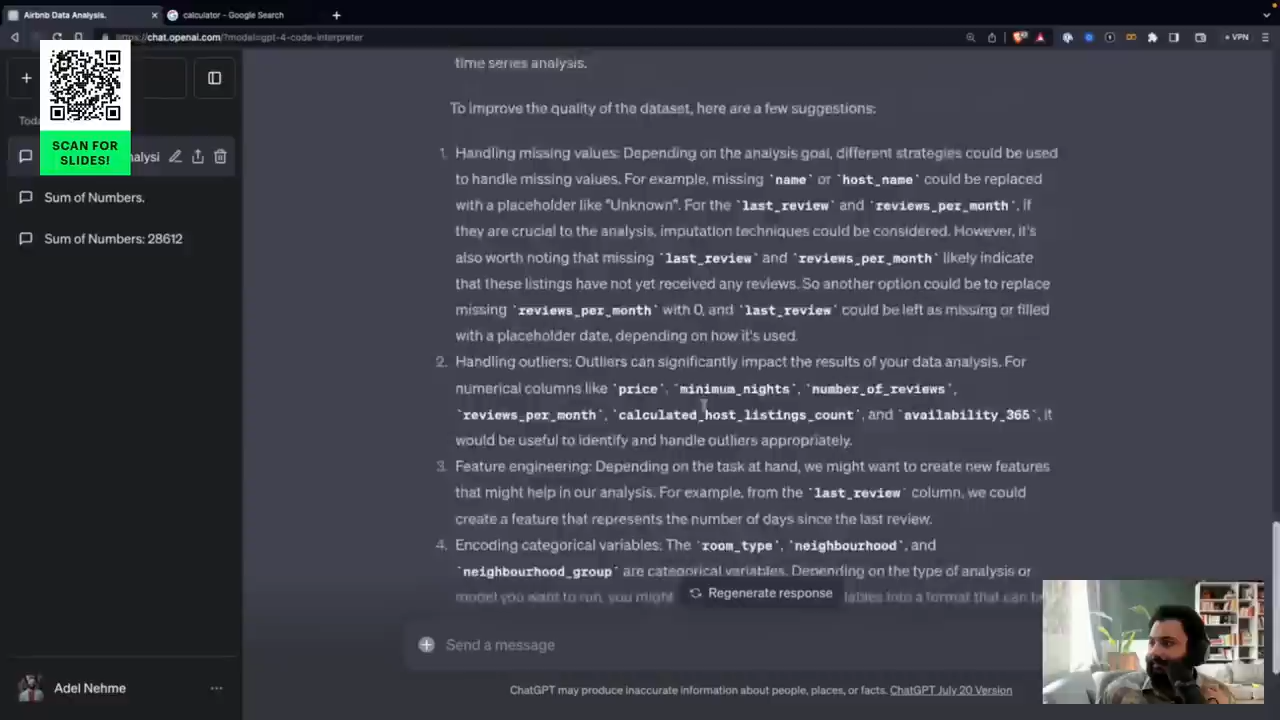 Airbnb Data Analysis.
calculator - Google Search
https://chat.openai.com/?model=gpt-4-code-interpreter
VPN
SCAN FOR
SLIDES!
Toda
nalysi
Sum of Numbers.
Sum of Numbers: 28612
time series analysis.
To improve the quality of the dataset, here are a few suggestions:
1. Handling missing values: Depending on the analysis goal, different strategies could be used
to handle missing values. For example, missing `name` or `host_name` could be replaced
with a placeholder like "Unknown". For the `last_review` and `reviews_per_month`, if
they are crucial to the analysis, imputation techniques could be considered. However, it's
also worth noting that missing `last_review` and `reviews_per_month` likely indicate
that these listings have not yet received any reviews. So another option could be to replace
missing `reviews_per_month` with 0, and `last_review` could be left as missing or filled
with a placeholder date, depending on how it's used.
2. Handling outliers: Outliers can significantly impact the results of your data analysis. For
numerical columns like `price`, `minimum_nights`, `number_of_reviews`,
`reviews_per_month`, `calculated_host_listings_count`, and `availability_365`, it
would be useful to identify and handle outliers appropriately.
3. Feature engineering: Depending on the task at hand, we might want to create new features
that might help in our analysis. For example, from the `last_review` column, we could
create a feature that represents the number of days since the last review.
4. Encoding categorical variables: The `room_type`, `neighbourhood`, and
`neighbourhood_group` are categorical variables. Depending on the type of analysis or
model you want to run, you might
Regenerate response
Send a message
Adel Nehme
ChatGPT may produce inaccurate information about people, places, or facts. ChatGPT July 20 Version